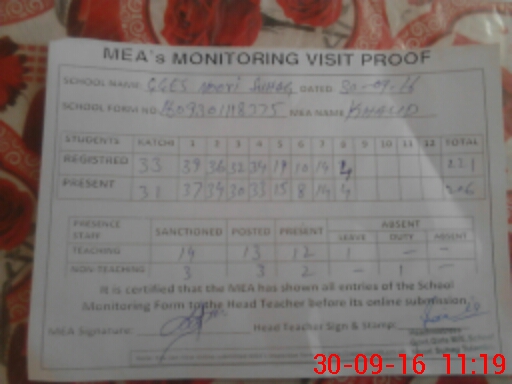 MEA's MONITORING VISIT PROOF
SCHOOL NAME GGES Noori Suhag DATED 30-09-16
SCHOOL FORM NO. MEA NAME KHALID
STUDENTS KATCHI 1 2 3 4 5 6 7 8 9 10 11 12 TOTAL
REGISTRED 33 39 36 32 34 19 10 14 4 221
PRESENT 31 37 34 30 33 15 8 14 4 206
PRESENCE STAFF SANCTIONED POSTED PRESENT ABSENT
LEAVE DUTY ABSENT
TEACHING 14 13 12 1 - -
NON-TEACHING 3 3 2 - 1 -
It is certified that the MEA has shown all entries of the School
Monitoring Form to the Head Teacher before its online submission.
MEA Signature: Head Teacher Sign & Stamp:
30-09-16 11:19